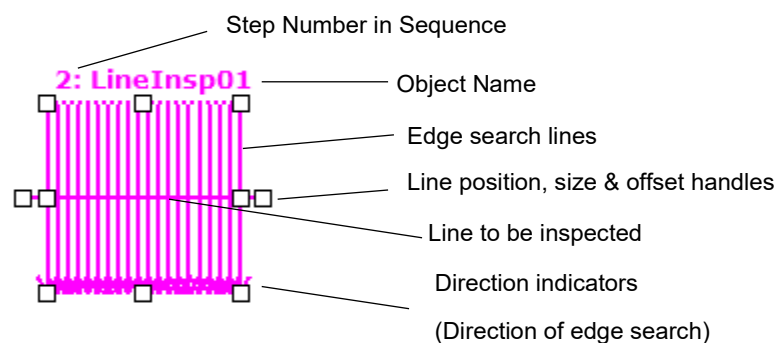 Step Number in Sequence
2: LineInsp01
Object Name
Edge search lines
Line position, size & offset handles
Line to be inspected
Direction indicators
(Direction of edge search)